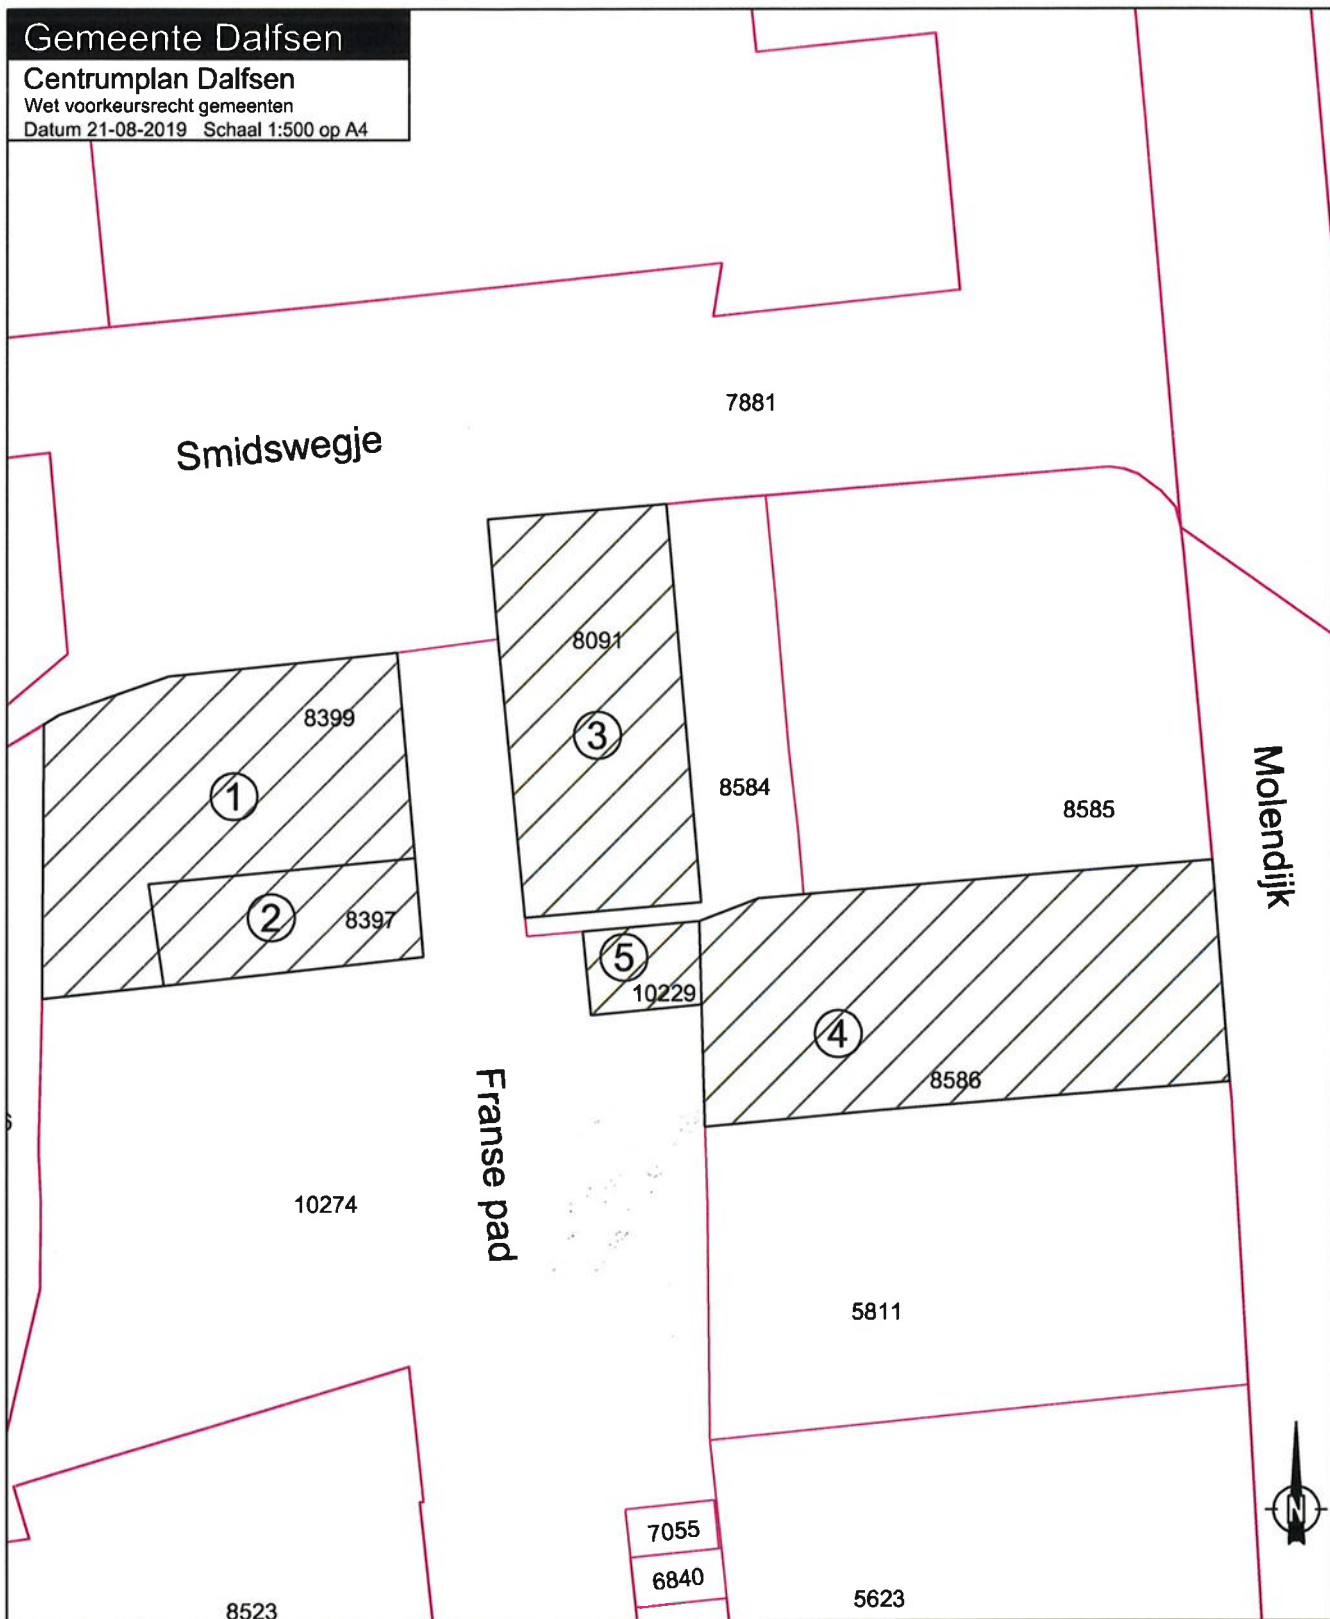 Gemeente Dalfsen
Centrumplan Dalfsen
Wet voorkeursrecht gemeenten
Datum 21-08-2019 Schaal 1:500 op A4
7881
Smidswegje
8091
8399
3
1
8584
8585
Molendijk
2
8397
5
10229
4
8586
Franse pad
10274
5811
N
7055
6840
5623
8523